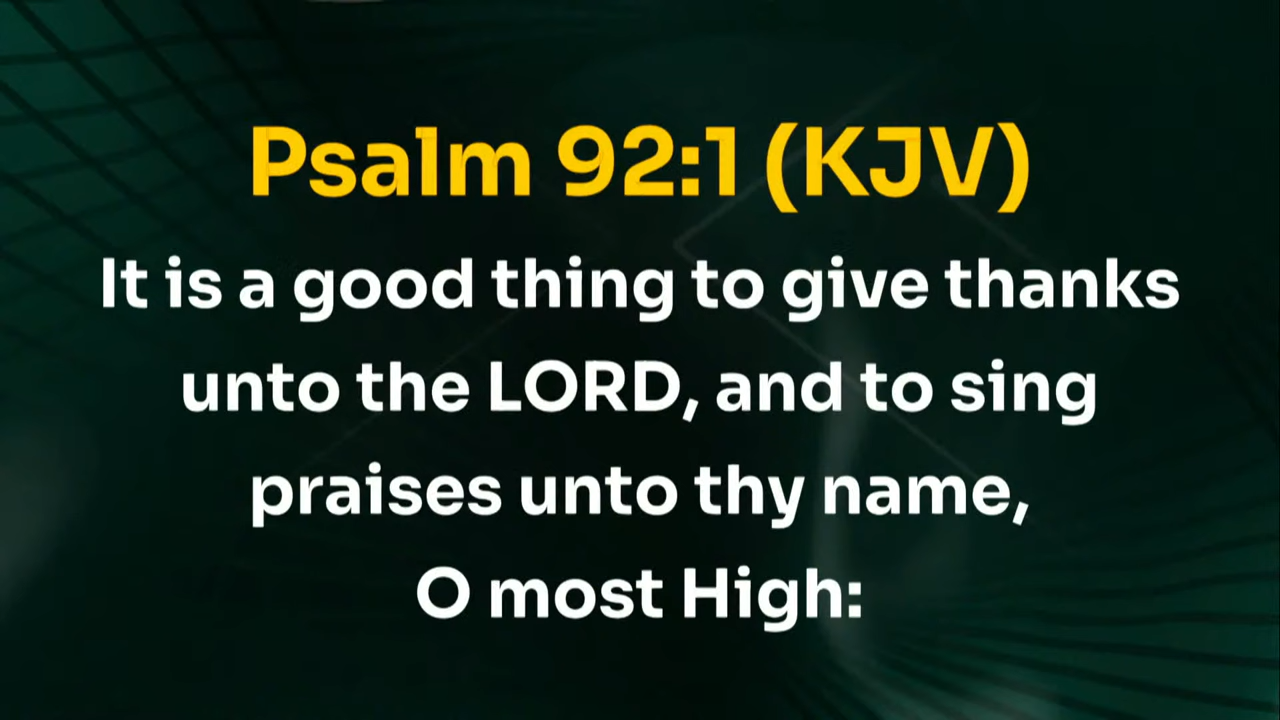 Psalm 92:1 (KJV)
It is a good thing to give thanks
unto the LORD, and to sing
praises unto thy name,
O most High: